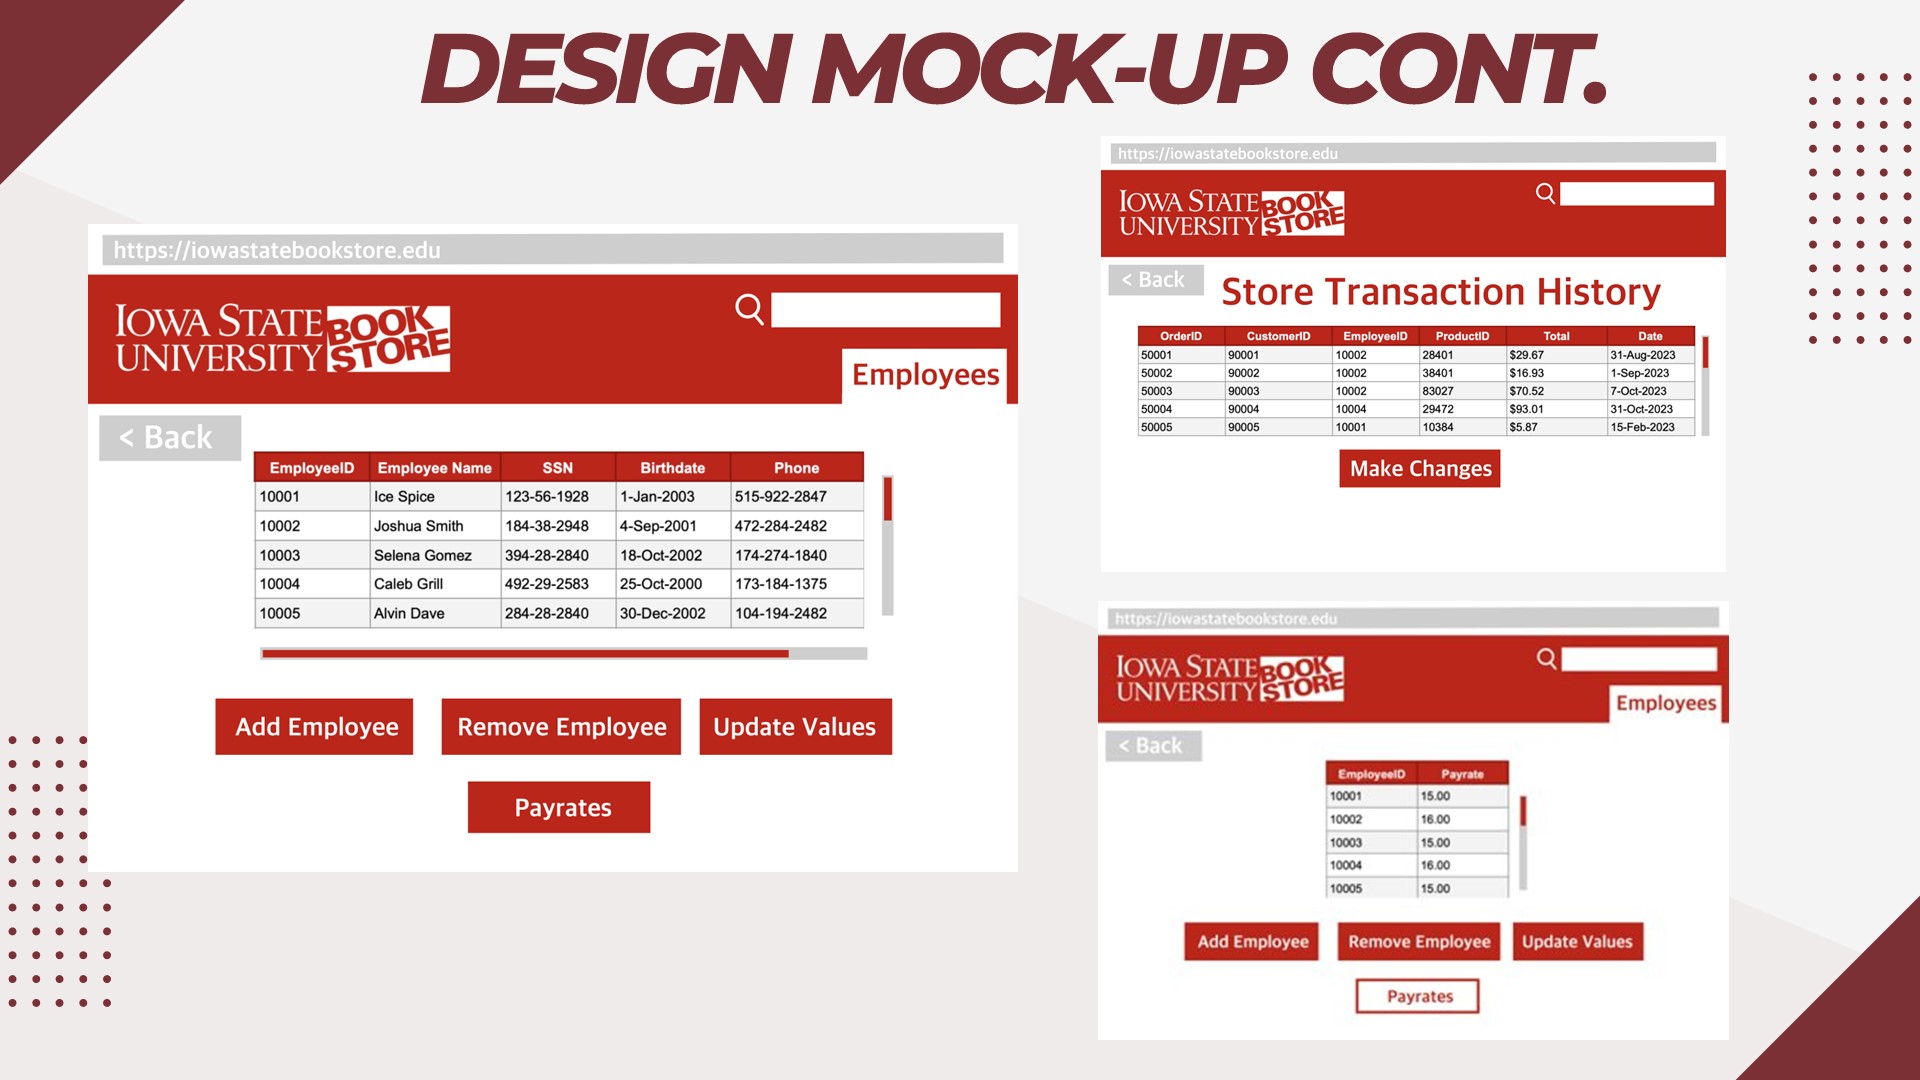 DESIGN MOCK-UP CONT.
https://iowastatebookstore.edu
IOWA STATE
UNIVERSITY
BOOK
STORE
Employees
< Back
EmployeeID Employee Name SSN Birthdate Phone
10001 Ice Spice 123-56-1928 1-Jan-2003 515-922-2847
10002 Joshua Smith 184-38-2948 4-Sep-2001 472-284-2482
10003 Selena Gomez 394-28-2840 18-Oct-2002 174-274-1840
10004 Caleb Grill 492-29-2583 25-Oct-2000 173-184-1375
10005 Alvin Dave 284-28-2840 30-Dec-2002 104-194-2482
Add Employee Remove Employee Update Values
Payrates
https://iowastatebookstore.edu
IOWA STATE
UNIVERSITY
BOOK
STORE
< Back
Store Transaction History
OrderID CustomerID EmployeeID ProductID Total Date
50001 90001 10002 28401 $29.67 31-Aug-2023
50002 90002 10002 38401 $16.93 1-Sep-2023
50003 90003 10002 83027 $70.52 7-Oct-2023
50004 90004 10004 29472 $93.01 31-Oct-2023
50005 90005 10001 10384 $5.87 15-Feb-2023
Make Changes
https://iowastatebookstore.edu
IOWA STATE
UNIVERSITY
BOOK
STORE
Employees
< Back
EmployeeID Payrate
10001 15.00
10002 16.00
10003 15.00
10004 16.00
10005 15.00
Add Employee Remove Employee Update Values
Payrates